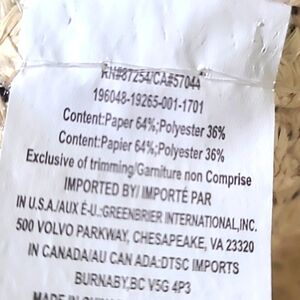 RN#87254/CA#57044
196048-19265-001-1701
Content:Paper 64%;Polyester 36%
Content:Papier 64%;Polyester 36%
Exclusive of trimming/Garniture non Comprise
IMPORTED BY/ IMPORTÉ PAR
IN U.S.A./AUX É-U.:GREENBRIER INTERNATIONAL,INC.
500 VOLVO PARKWAY, CHESAPEAKE, VA 23320
IN CANADA/AU CAN ADA:DTSC IMPORTS
BURNABY,BC V5G 4P3
MADE IN